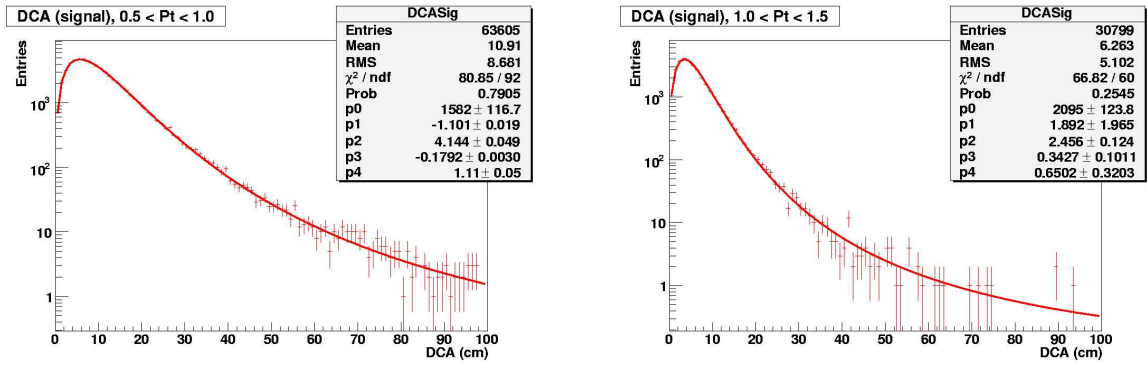 DCA (signal), 0.5 < Pt < 1.0
DCASig
Entries 63605
Mean 10.91
RMS 8.681
χ² / ndf 80.85 / 92
Prob 0.7905
p0 1582 ± 116.7
p1 -1.101 ± 0.019
p2 4.144 ± 0.049
p3 -0.1792 ± 0.0030
p4 1.11 ± 0.05
Entries
10³
10²
10
1
0 10 20 30 40 50 60 70 80 90 100
DCA (cm)
DCA (signal), 1.0 < Pt < 1.5
DCASig
Entries 30799
Mean 6.263
RMS 5.102
χ² / ndf 66.82 / 60
Prob 0.2545
p0 2095 ± 123.8
p1 1.892 ± 1.965
p2 2.456 ± 0.124
p3 0.3427 ± 0.1011
p4 0.6502 ± 0.3203
Entries
10³
10²
10
1
0 10 20 30 40 50 60 70 80 90 100
DCA (cm)